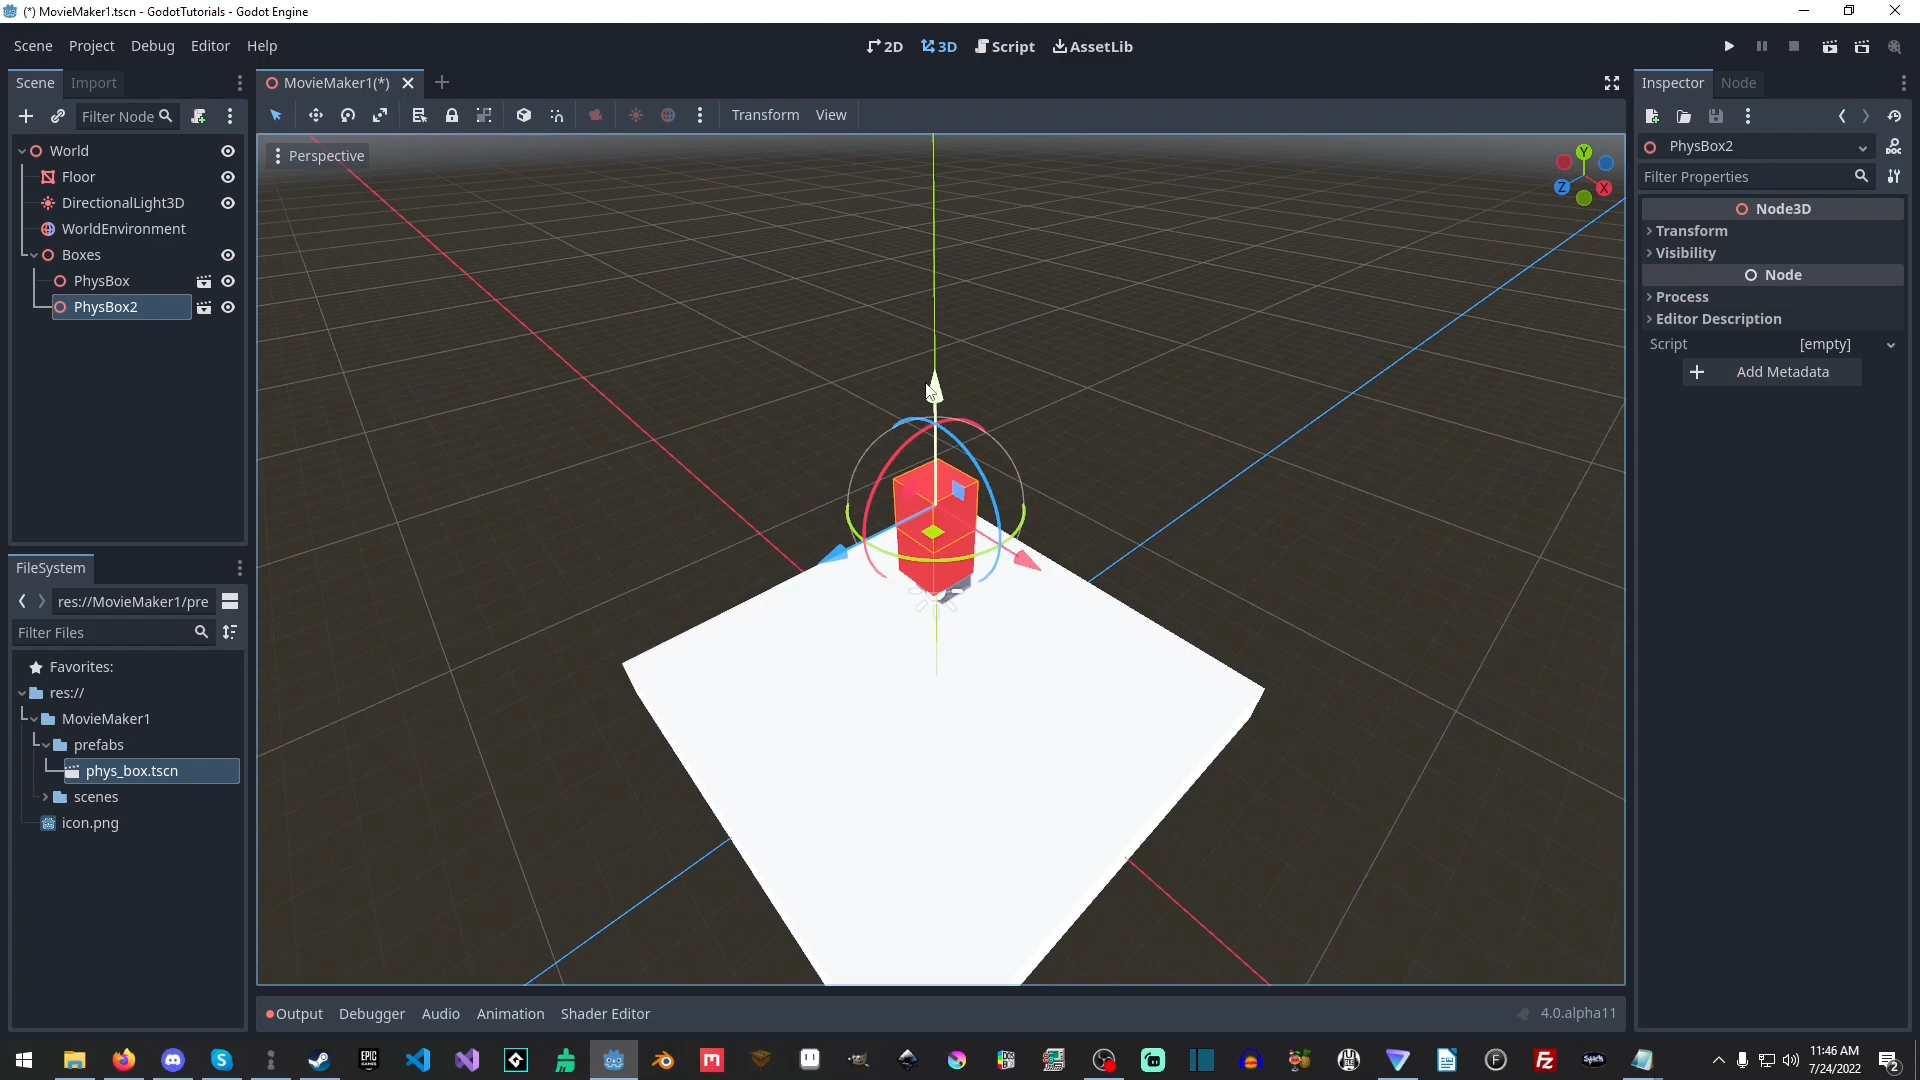 (*) MovieMaker1.tscn - GodotTutorials - Godot Engine
Scene Project Debug Editor Help
2D 3D Script AssetLib
Scene Import
MovieMaker1(*)
Inspector Node
Filter Node
Transform View
World
Floor
DirectionalLight3D
WorldEnvironment
Boxes
PhysBox
PhysBox2
Perspective
Y
Z
X
PhysBox2
Filter Properties
Node3D
Transform
Visibility
Node
Process
Editor Description
Script [empty]
Add Metadata
FileSystem
res://MovieMaker1/pre
Filter Files
Favorites:
res://
MovieMaker1
prefabs
phys_box.tscn
scenes
icon.png
Output Debugger Audio Animation Shader Editor
4.0.alpha11
EPIC
GAMES
11:46 AM
7/24/2022
2